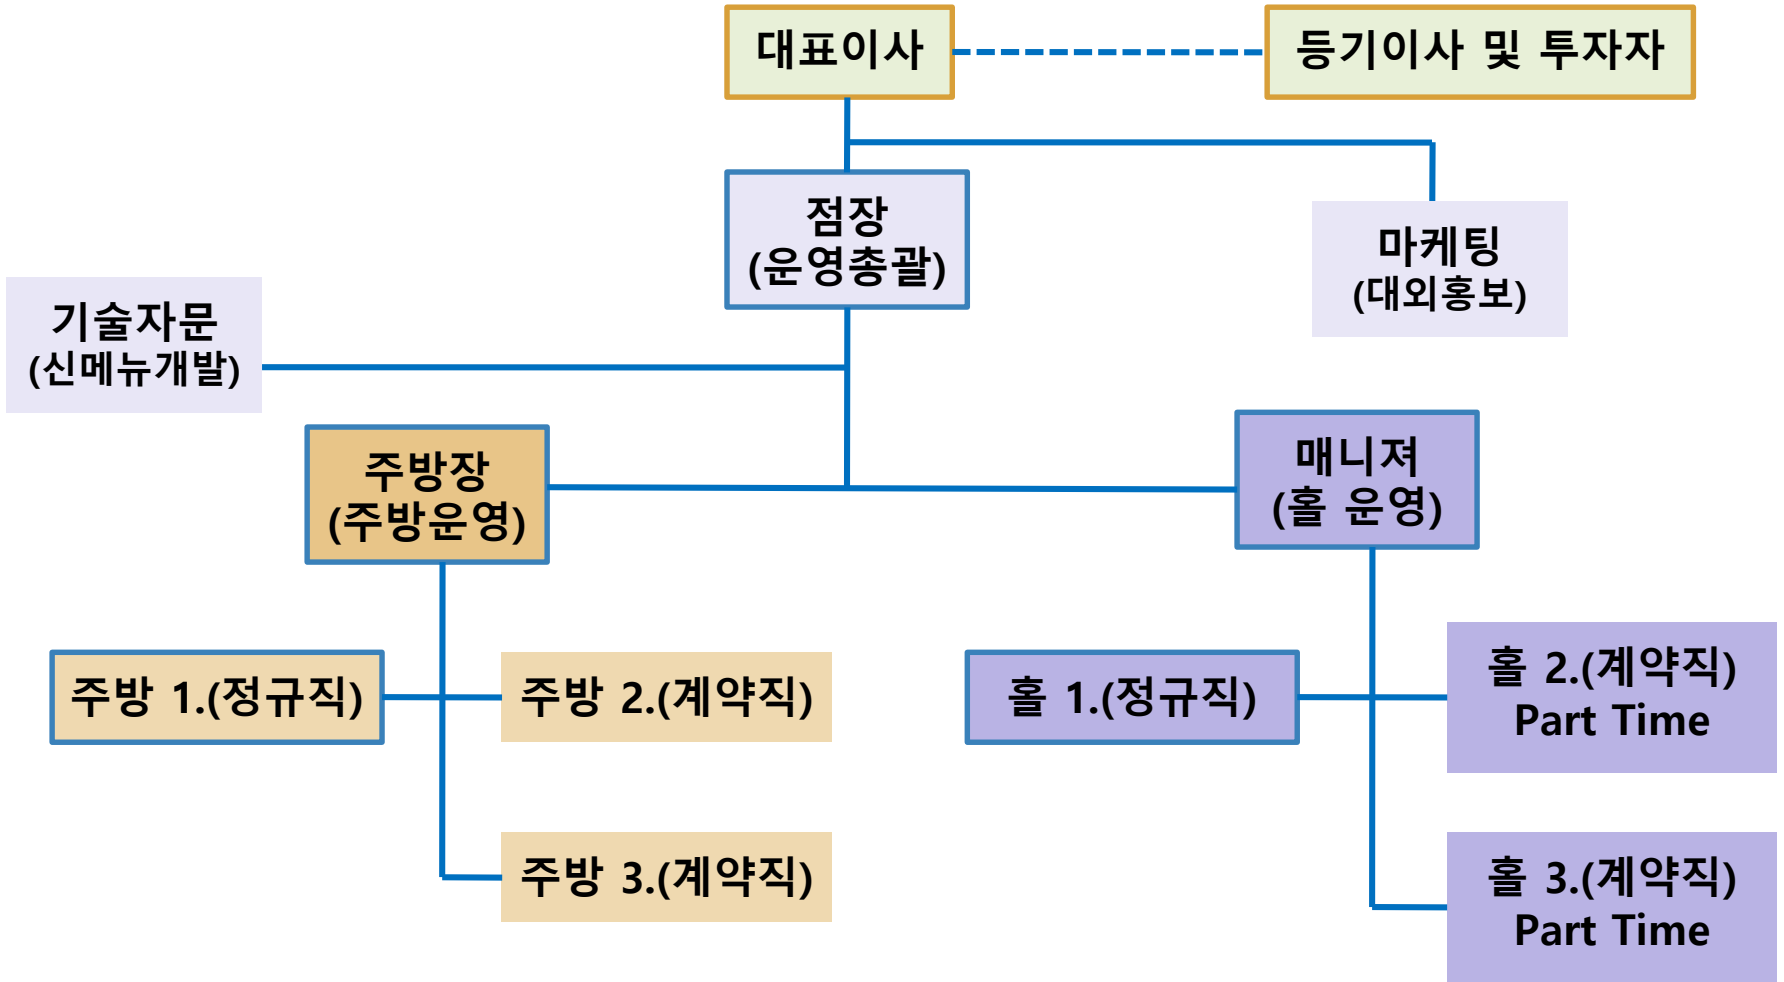 대표이사
등기이사 및 투자자
점장
(운영총괄)
마케팅
(대외홍보)
기술자문
(신메뉴개발)
주방장
(주방운영)
매니져
(홀 운영)
주방 1.(정규직)
주방 2.(계약직)
홀 1.(정규직)
홀 2.(계약직)
Part Time
주방 3.(계약직)
홀 3.(계약직)
Part Time